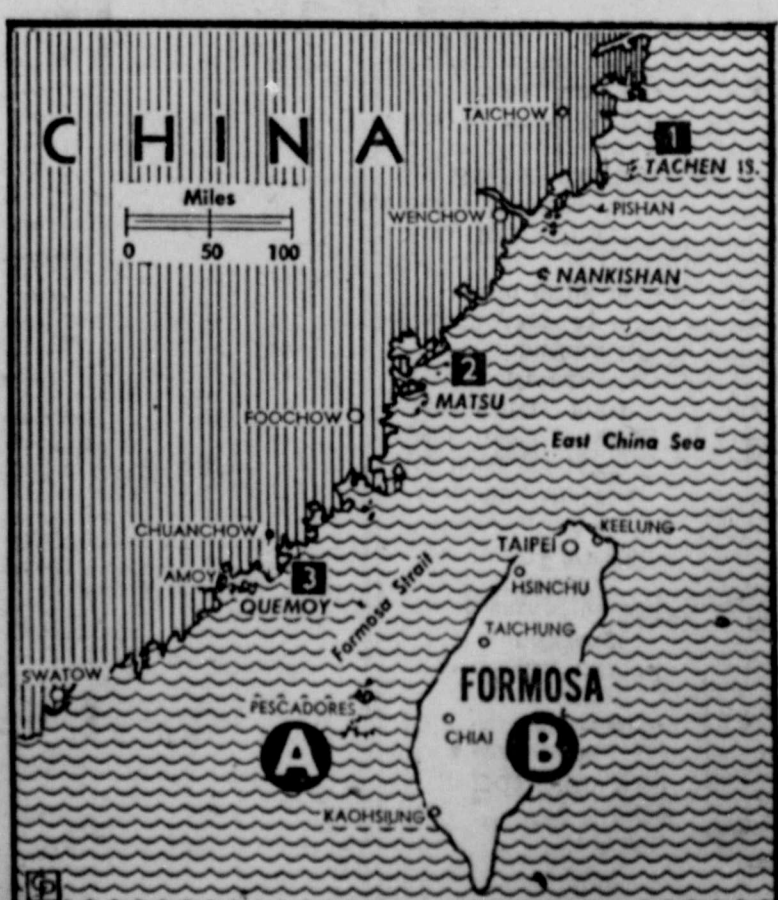 CHINA
TAICHOW
1
TACHEN IS.
Miles
0 50 100
WENCHOW
PISHAN
NANKISHAN
2
MATSU
FOOCHOW
East China Sea
CHUANCHOW
KEELUNG
TAIPEI
AMOY
3
HSINCHU
QUEMOY
Formosa Strait
TAICHUNG
SWATOW
FORMOSA
PESCADORES
CHIAI
A
B
KAOHSIUNG
CP